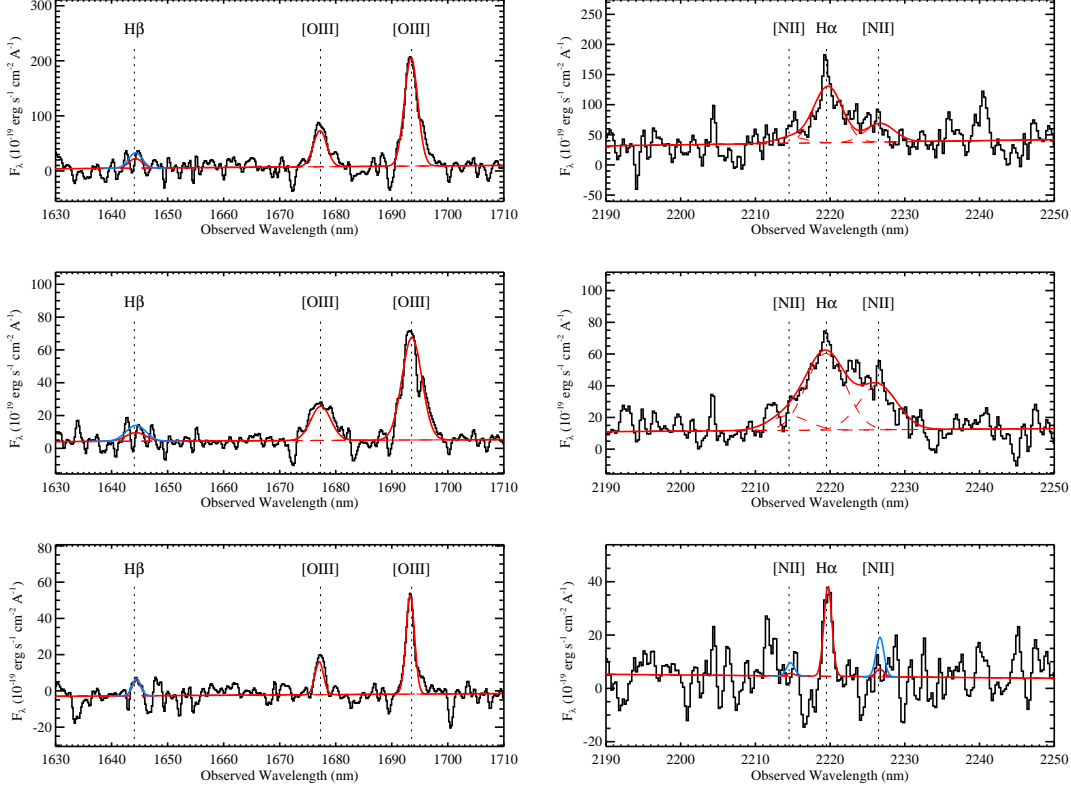 Hβ [OIII] [OIII]
300
200
100
0
F_λ (10⁻¹⁹ erg s⁻¹ cm⁻² A⁻¹)
1630 1640 1650 1660 1670 1680 1690 1700 1710
Observed Wavelength (nm)
[NII] Hα [NII]
250
200
150
100
50
0
-50
F_λ (10⁻¹⁹ erg s⁻¹ cm⁻² A⁻¹)
2190 2200 2210 2220 2230 2240 2250
Observed Wavelength (nm)
Hβ [OIII] [OIII]
100
80
60
40
20
0
F_λ (10⁻¹⁹ erg s⁻¹ cm⁻² A⁻¹)
1630 1640 1650 1660 1670 1680 1690 1700 1710
Observed Wavelength (nm)
[NII] Hα [NII]
100
80
60
40
20
0
F_λ (10⁻¹⁹ erg s⁻¹ cm⁻² A⁻¹)
2190 2200 2210 2220 2230 2240 2250
Observed Wavelength (nm)
Hβ [OIII] [OIII]
80
60
40
20
0
-20
F_λ (10⁻¹⁹ erg s⁻¹ cm⁻² A⁻¹)
1630 1640 1650 1660 1670 1680 1690 1700 1710
Observed Wavelength (nm)
[NII] Hα [NII]
40
20
0
-20
F_λ (10⁻¹⁹ erg s⁻¹ cm⁻² A⁻¹)
2190 2200 2210 2220 2230 2240 2250
Observed Wavelength (nm)